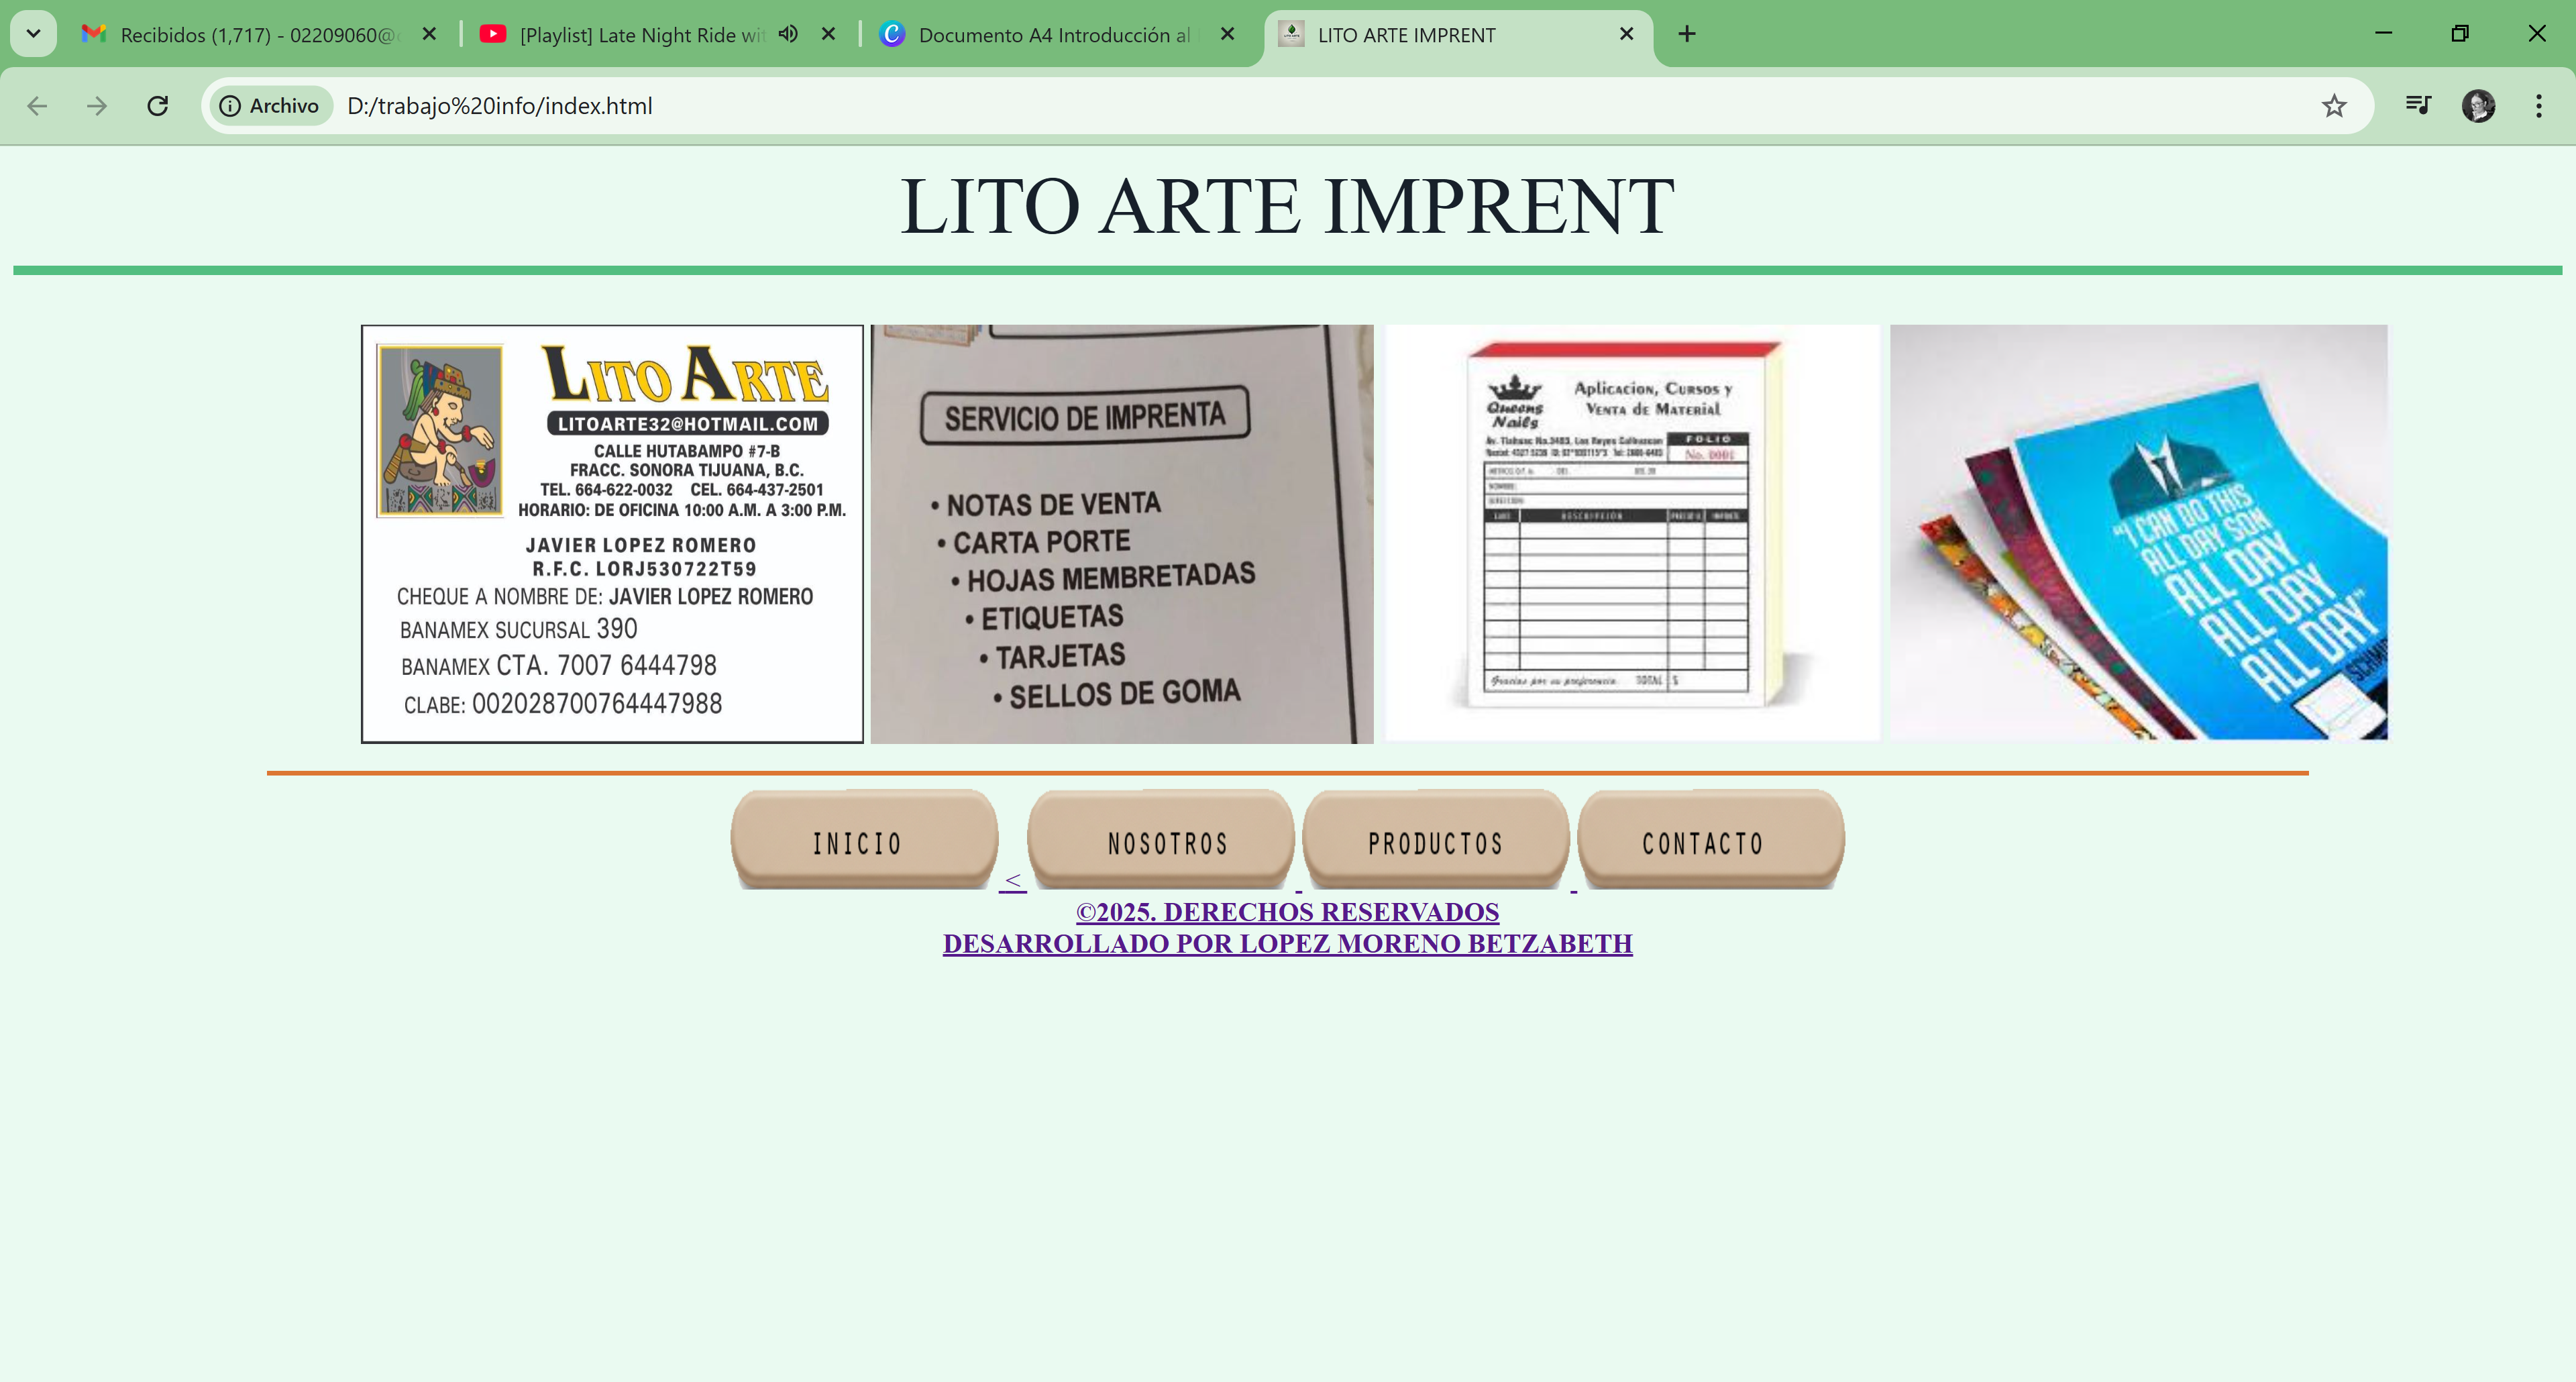 Recibidos (1,717) - 02209060@
[Playlist] Late Night Ride wit
Documento A4 Introducción al
LITO ARTE IMPRENT
Archivo
D:/trabajo%20info/index.html
LITO ARTE IMPRENT
LITO ARTE
LITOARTE32@HOTMAIL.COM
CALLE HUTABAMPO #7-B
FRACC. SONORA TIJUANA, B.C.
TEL. 664-622-0032 CEL. 664-437-2501
HORARIO: DE OFICINA 10:00 A.M. A 3:00 P.M.
JAVIER LOPEZ ROMERO
R.F.C. LORJ530722T59
CHEQUE A NOMBRE DE: JAVIER LOPEZ ROMERO
BANAMEX SUCURSAL 390
BANAMEX CTA. 7007 6444798
CLABE: 002028700764447988
SERVICIO DE IMPRENTA
• NOTAS DE VENTA
• CARTA PORTE
• HOJAS MEMBRETADAS
• ETIQUETAS
• TARJETAS
• SELLOS DE GOMA
Queens
Nails
Aplicacion, Cursos y
Venta de Material
FOLIO
No. 0001
Gracias por su preferencia TOTAL $
"I CAN DO THIS
ALL DAY SON
ALL DAY
ALL DAY
ALL DAY"
INICIO
<
NOSOTROS
PRODUCTOS
CONTACTO
©2025. DERECHOS RESERVADOS
DESARROLLADO POR LOPEZ MORENO BETZABETH